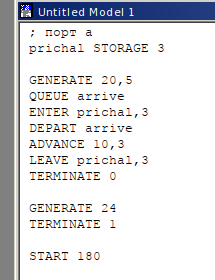 Untitled Model 1
; порт а
prichal STORAGE 3
GENERATE 20,5
QUEUE arrive
ENTER prichal,3
DEPART arrive
ADVANCE 10,3
LEAVE prichal,3
TERMINATE 0
GENERATE 24
TERMINATE 1
START 180